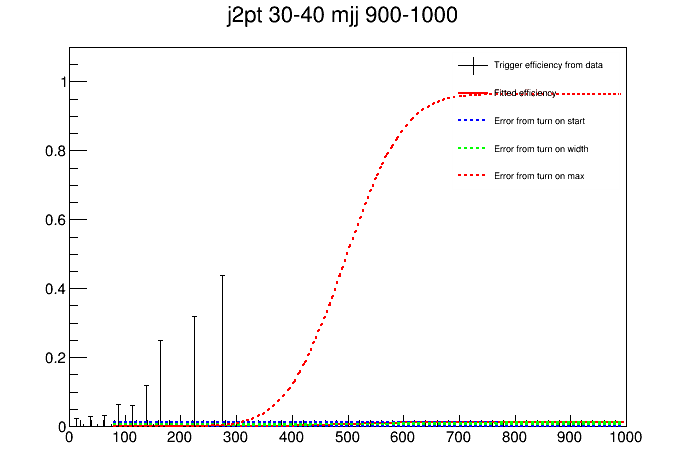 j2pt 30-40 mjj 900-1000
Trigger efficiency from data
Fitted efficiency
Error from turn on start
Error from turn on width
Error from turn on max
1
0.8
0.6
0.4
0.2
0
0 100 200 300 400 500 600 700 800 900 1000